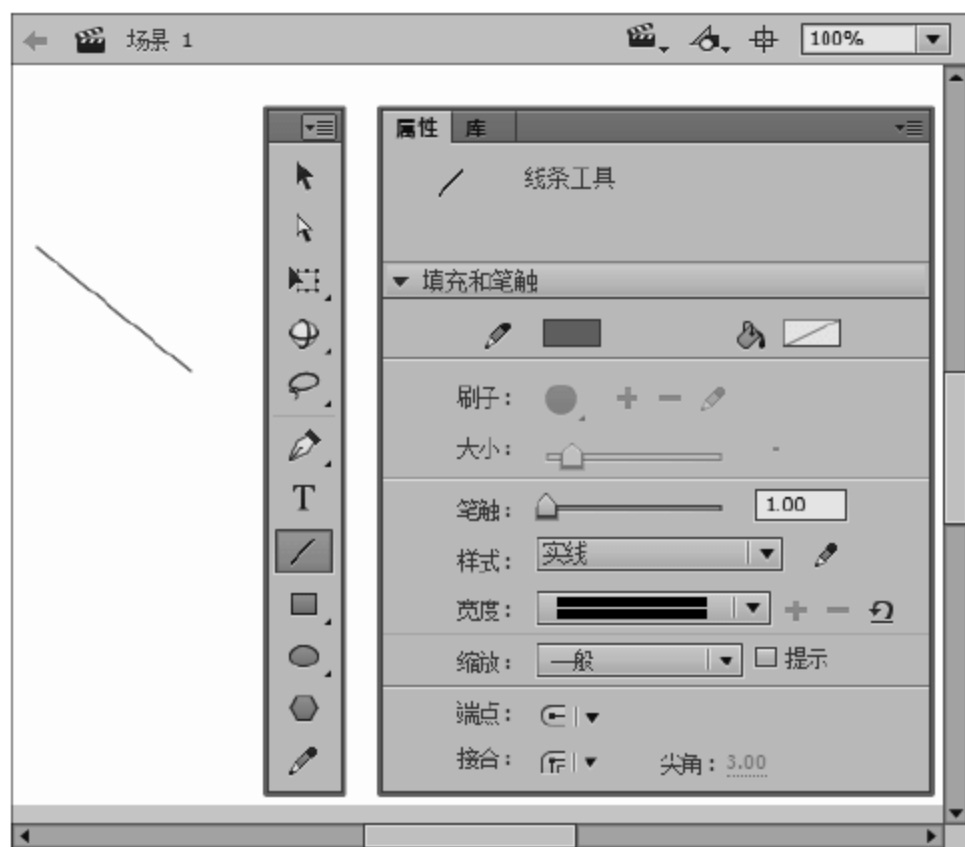 场景 1
100%
属性 库
线条工具
填充和笔触
刷子：
大小： -
笔触： 1.00
样式： 实线
宽度：
缩放： 一般 提示
端点：
接合： 尖角： 3.00
T